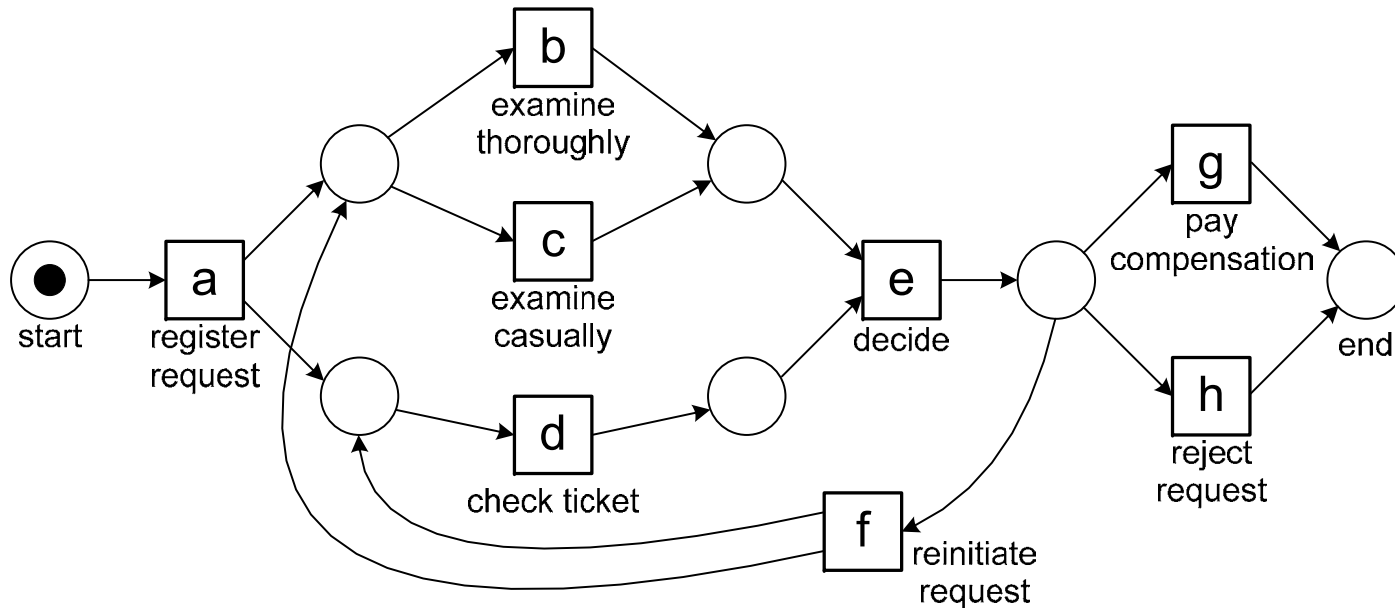 b
examine
thoroughly
c
examine
casually
g
pay
compensation
a
register
request
start
e
decide
end
d
check ticket
h
reject
request
f
reinitiate
request